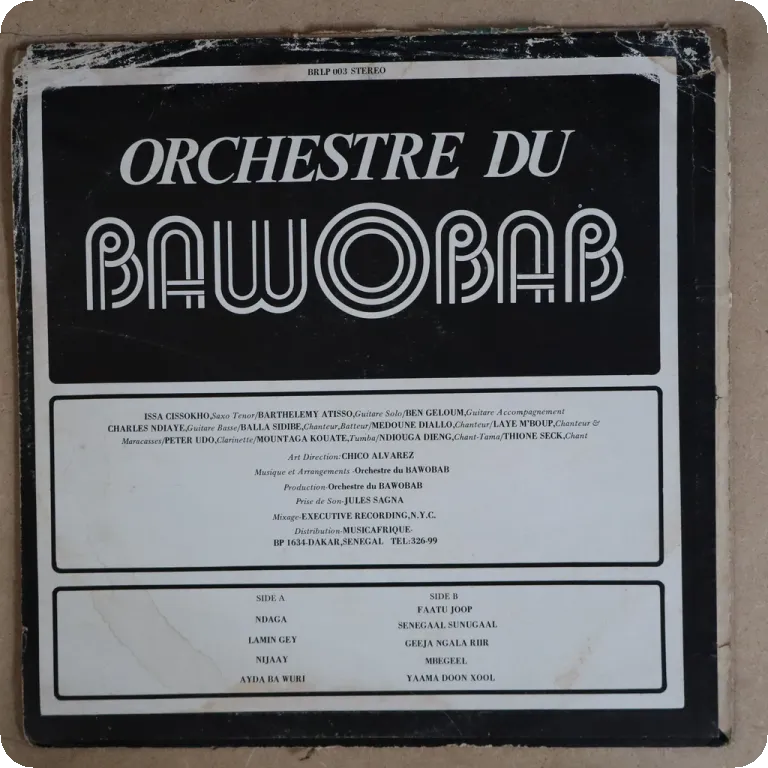 BRLP 003 STEREO
ORCHESTRE DU
BAWOBAB
ISSA CISSOKHO,Saxo Tenor/BARTHELEMY ATISSO,Guitare Solo/BEN GELOUM,Guitare Accompagnement
CHARLES NDIAYE,Guitare Basse/BALLA SIDIBE,Chanteur,Batteur/MEDOUNE DIALLO,Chanteur/LAYE M'BOUP,Chanteur &
Maracasses/PETER UDO,Clarinette/MOUNTAGA KOUATE,Tumba/NDIOUGA DIENG,Chant-Tama/THIONE SECK,Chant
Art Direction:CHICO ALVAREZ
Musique et Arrangements -Orchestre du BAWOBAB
Production-Orchestre du BAWOBAB
Prise de Son-JULES SAGNA
Mixage-EXECUTIVE RECORDING,N.Y.C.
Distribution-MUSICAFRIQUE-
BP 1634-DAKAR,SENEGAL TEL:326-99
SIDE A
NDAGA
LAMIN GEY
NIJAAY
AYDA BA WURI
SIDE B
FAATU JOOP
SENEGAAL SUNUGAAL
GEEJA NGALA RIIR
MBEGEEL
YAAMA DOON XOOL